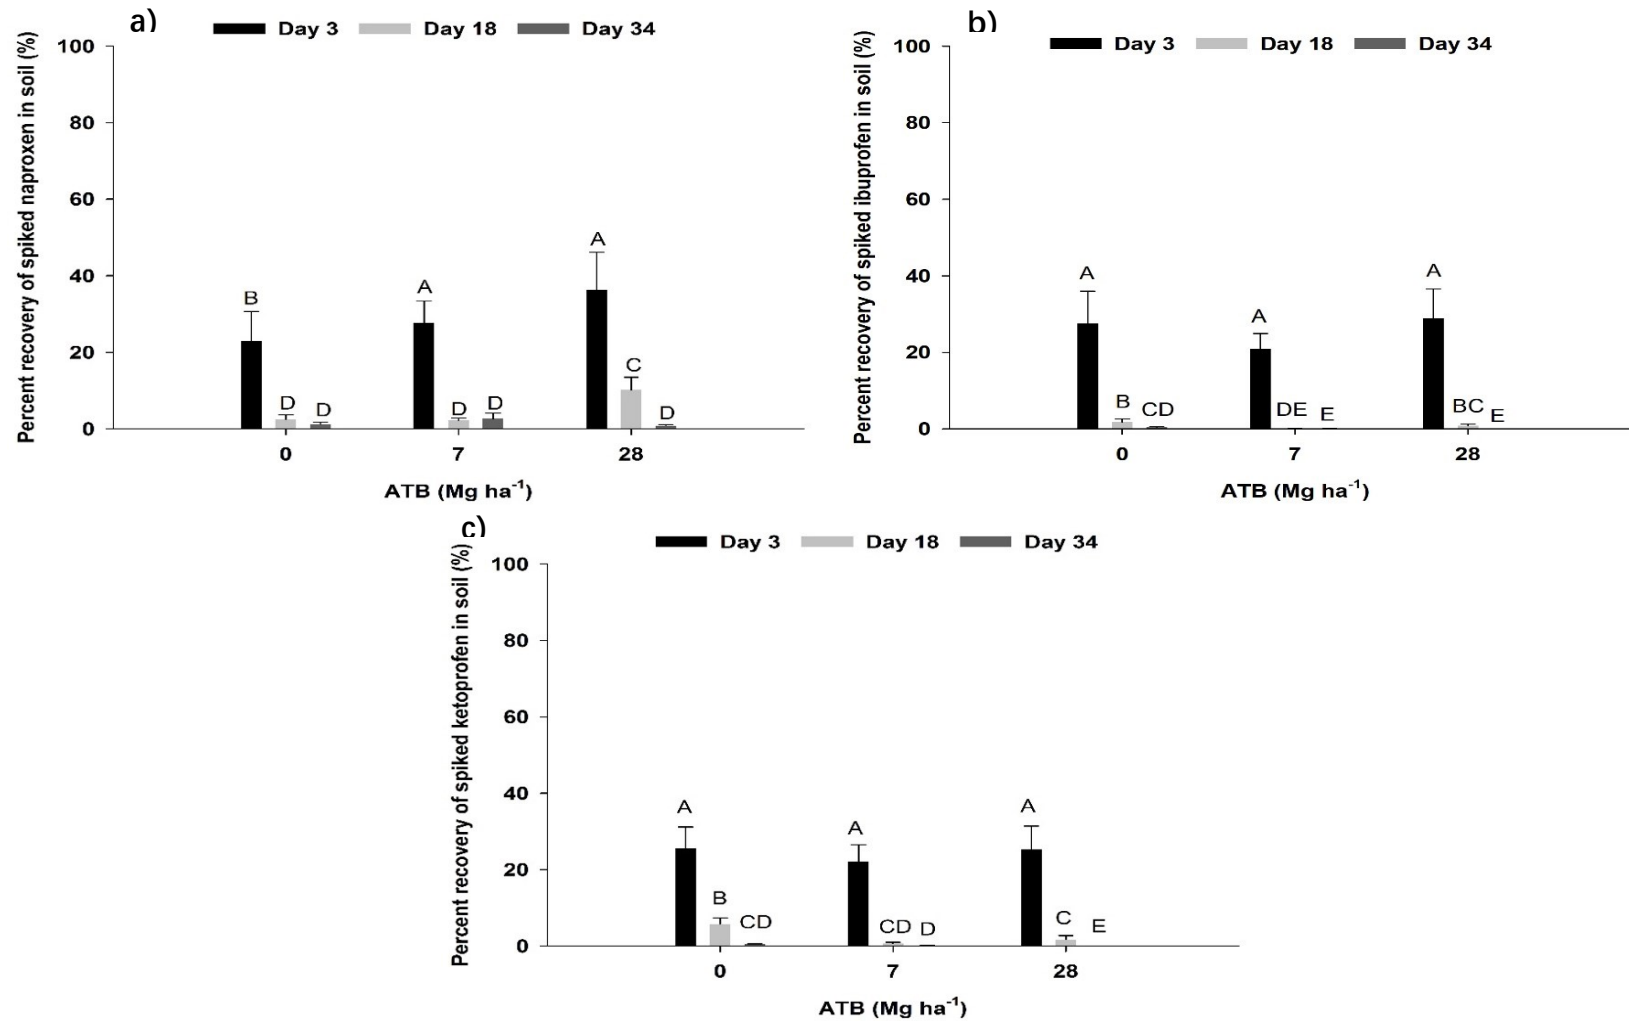 a)
Day 3 Day 18 Day 34
Percent recovery of spiked naproxen in soil (%)
100
80
60
40
20
0
B D D A D D A C D
0 7 28
ATB (Mg ha⁻¹)
b)
Day 3 Day 18 Day 34
Percent recovery of spiked ibuprofen in soil (%)
100
80
60
40
20
0
A B CD A DE E A BC E
0 7 28
ATB (Mg ha⁻¹)
c)
Day 3 Day 18 Day 34
Percent recovery of spiked ketoprofen in soil (%)
100
80
60
40
20
0
A B CD A CD D A C E
0 7 28
ATB (Mg ha⁻¹)